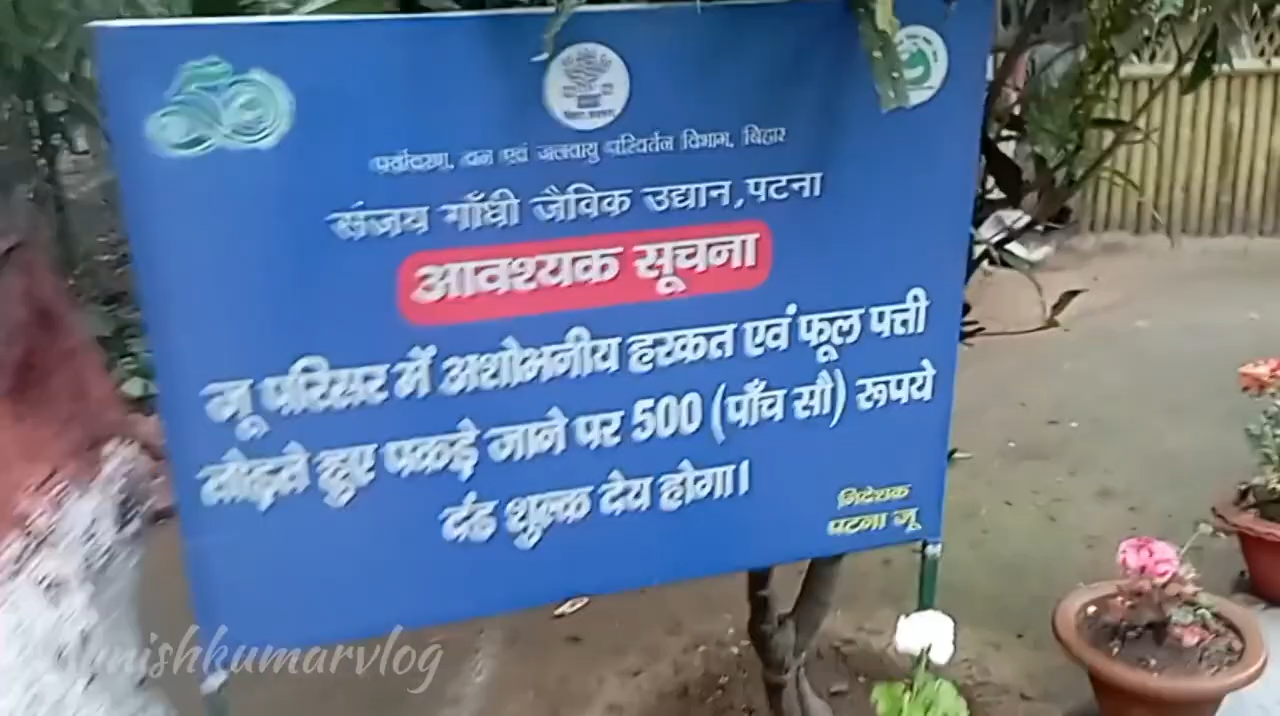 पर्यावरण, वन एवं जलवायु परिवर्तन विभाग, बिहार
संजय गाँधी जैविक उद्यान, पटना
आवश्यक सूचना
जू परिसर में अशोभनीय हरकत एवं फूल पत्ती
तोड़ते हुए पकड़े जाने पर 500 (पाँच सौ) रूपये
दंड शुल्क देय होगा।
निदेशक
पटना जू
nishkumarvlog